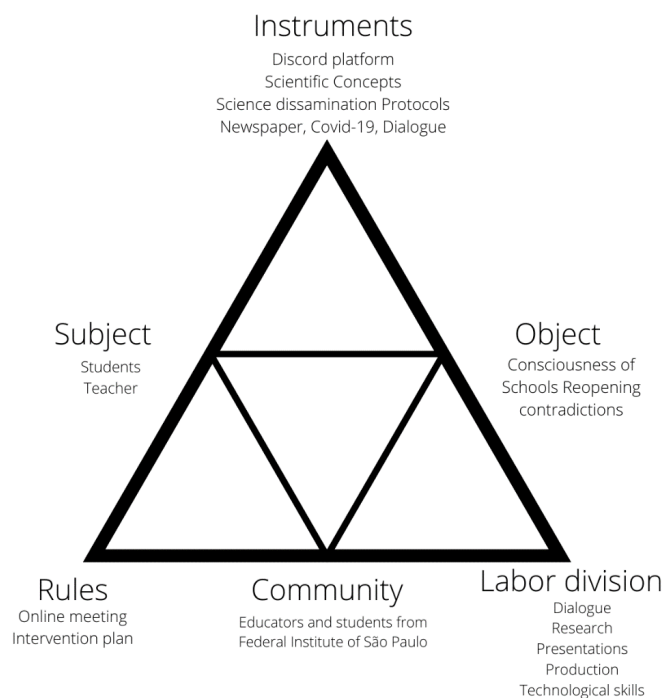 Instruments
Discord platform
Scientific Concepts
Science dissamination Protocols
Newspaper, Covid-19, Dialogue
Subject
Students
Teacher
Object
Consciousness of
Schools Reopening
contradictions
Rules
Online meeting
Intervention plan
Community
Educators and students from
Federal Institute of São Paulo
Labor division
Dialogue
Research
Presentations
Production
Technological skills